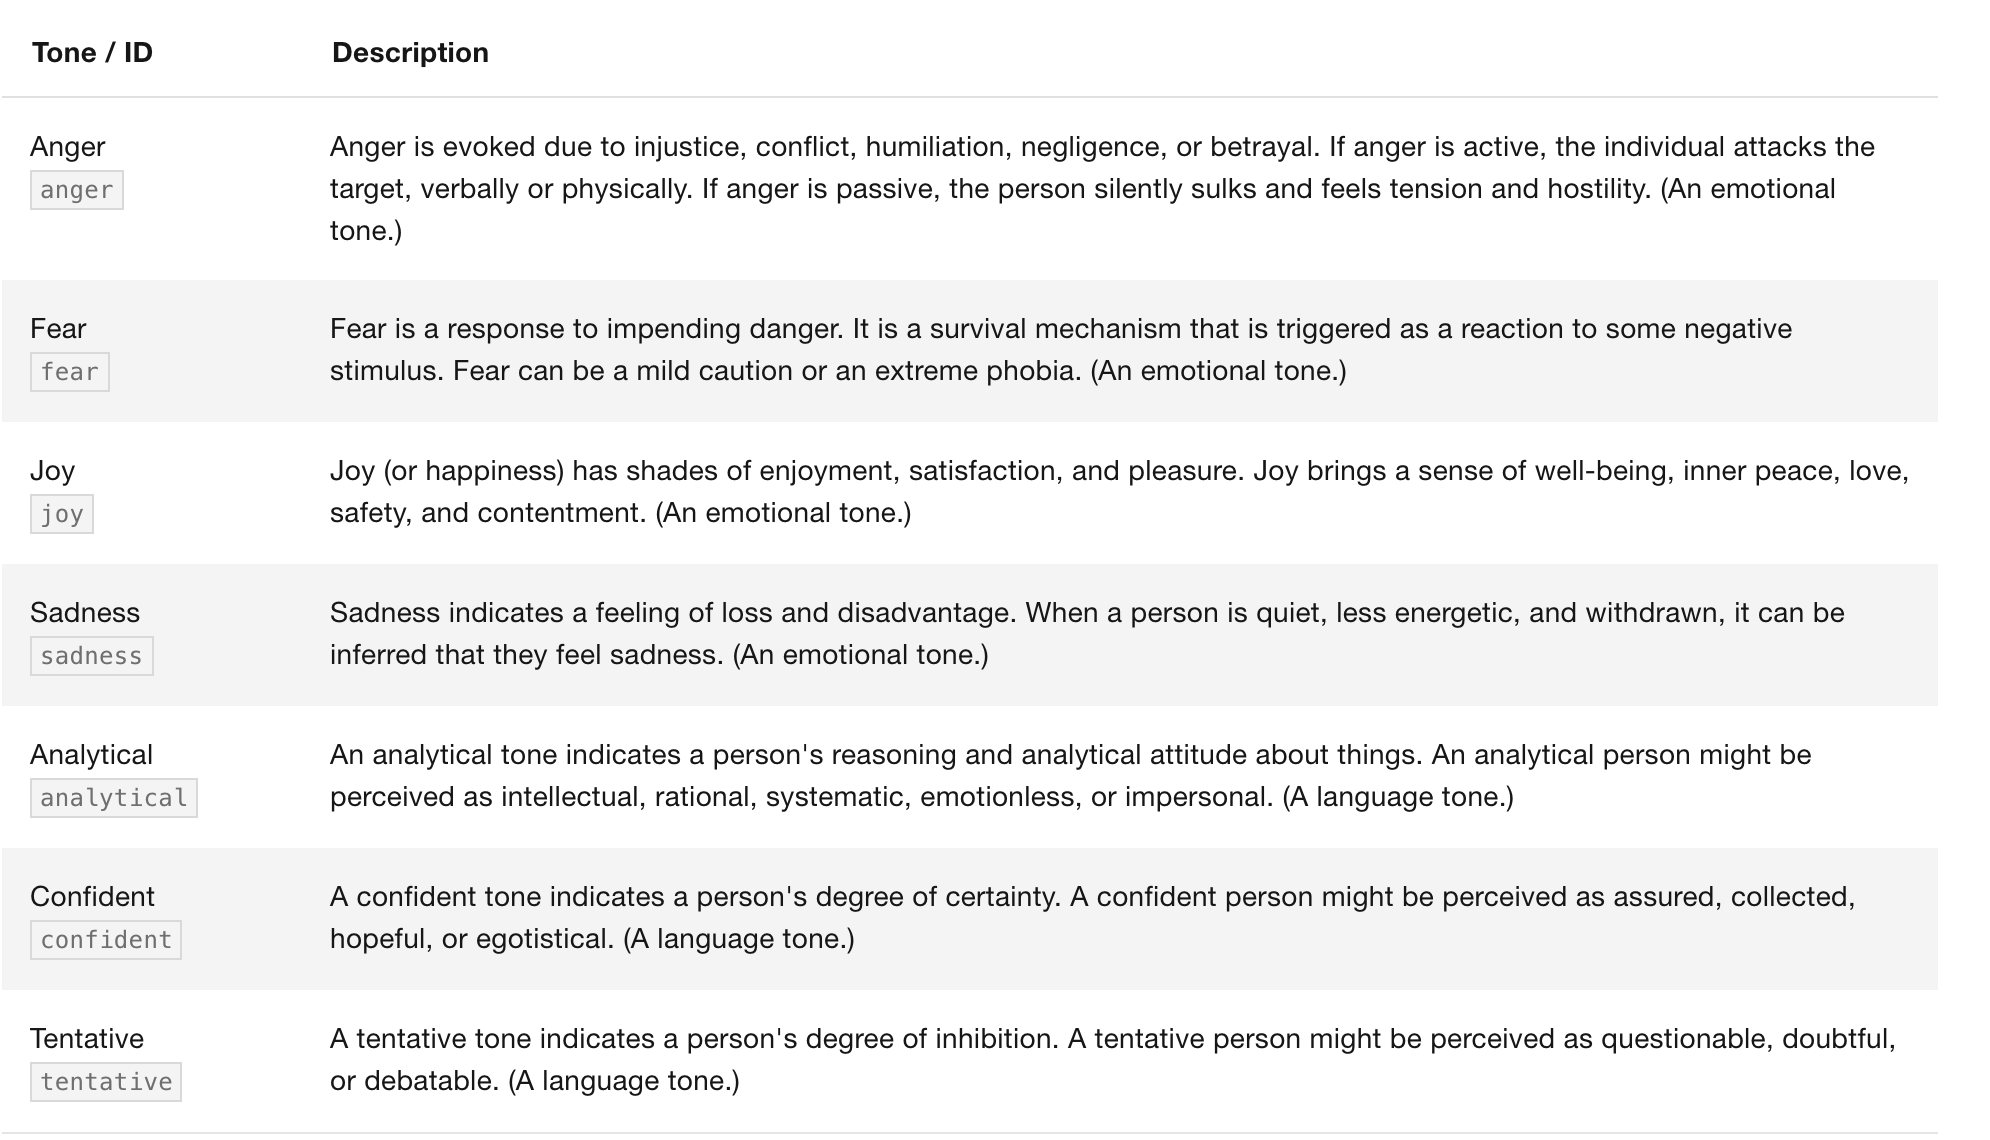 Tone / ID Description
Anger
anger
Anger is evoked due to injustice, conflict, humiliation, negligence, or betrayal. If anger is active, the individual attacks the
target, verbally or physically. If anger is passive, the person silently sulks and feels tension and hostility. (An emotional
tone.)
Fear
fear
Fear is a response to impending danger. It is a survival mechanism that is triggered as a reaction to some negative
stimulus. Fear can be a mild caution or an extreme phobia. (An emotional tone.)
Joy
joy
Joy (or happiness) has shades of enjoyment, satisfaction, and pleasure. Joy brings a sense of well-being, inner peace, love,
safety, and contentment. (An emotional tone.)
Sadness
sadness
Sadness indicates a feeling of loss and disadvantage. When a person is quiet, less energetic, and withdrawn, it can be
inferred that they feel sadness. (An emotional tone.)
Analytical
analytical
An analytical tone indicates a person's reasoning and analytical attitude about things. An analytical person might be
perceived as intellectual, rational, systematic, emotionless, or impersonal. (A language tone.)
Confident
confident
A confident tone indicates a person's degree of certainty. A confident person might be perceived as assured, collected,
hopeful, or egotistical. (A language tone.)
Tentative
tentative
A tentative tone indicates a person's degree of inhibition. A tentative person might be perceived as questionable, doubtful,
or debatable. (A language tone.)